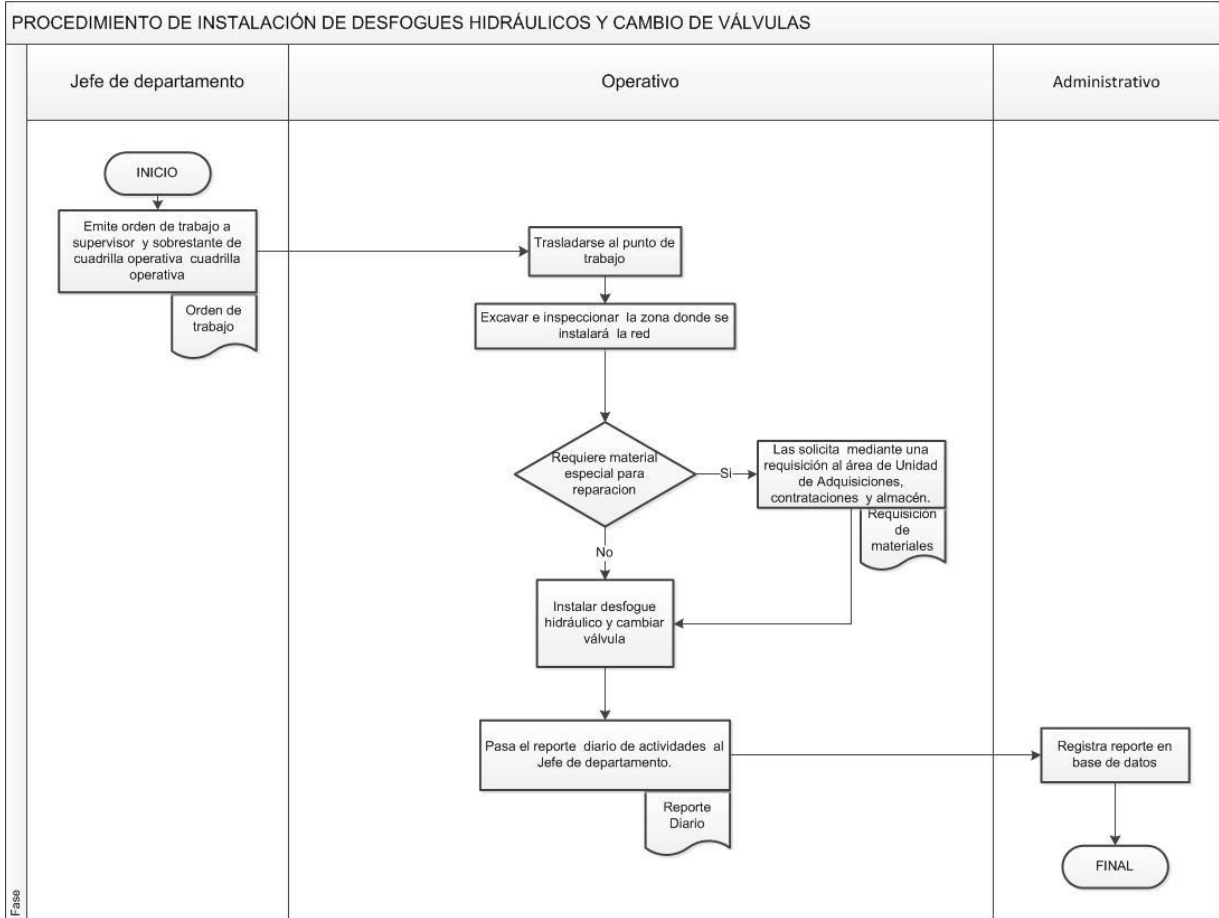 PROCEDIMIENTO DE INSTALACIÓN DE DESFOGUES HIDRÁULICOS Y CAMBIO DE VÁLVULAS
Jefe de departamento
Operativo
Administrativo
INICIO
Emite orden de trabajo a
supervisor y sobrestante de
cuadrilla operativa cuadrilla
operativa
Orden de
trabajo
Trasladarse al punto de
trabajo
Excavar e inspeccionar la zona donde se
instalará la red
Requiere material
especial para
reparacion
Si
Las solicita mediante una
requisición al área de Unidad
de Adquisiciones,
contrataciones y almacén.
Requisición
de
materiales
No
Instalar desfogue
hidráulico y cambiar
válvula
Pasa el reporte diario de actividades al
Jefe de departamento.
Reporte
Diario
Registra reporte en
base de datos
FINAL
Fase